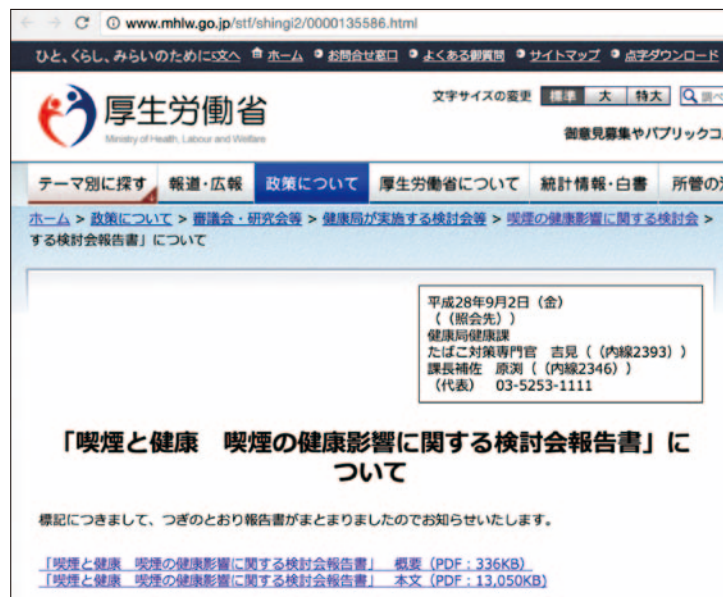 www.mhlw.go.jp/stf/shingi2/0000135586.html
ひと、くらし、みらいのために 文へ ホーム お問合せ窓口 よくある御質問 サイトマップ 点字ダウンロード
厚生労働省
Ministry of Health, Labour and Welfare
文字サイズの変更 標準 大 特大 調べ
御意見募集やパブリックコ
テーマ別に探す 報道・広報 政策について 厚生労働省について 統計情報・白書 所管の
ホーム > 政策について > 審議会・研究会等 > 健康局が実施する検討会等 > 喫煙の健康影響に関する検討会 >
する検討会報告書」について
平成28年9月2日(金)
((照会先))
健康局健康課
たばこ対策専門官 吉見((内線2393))
課長補佐 原渕((内線2346))
(代表) 03-5253-1111
「喫煙と健康 喫煙の健康影響に関する検討会報告書」に
ついて
標記につきまして、つぎのとおり報告書がまとまりましたのでお知らせいたします。
「喫煙と健康 喫煙の健康影響に関する検討会報告書」 概要(PDF:336KB)
「喫煙と健康 喫煙の健康影響に関する検討会報告書」 本文(PDF:13,050KB)